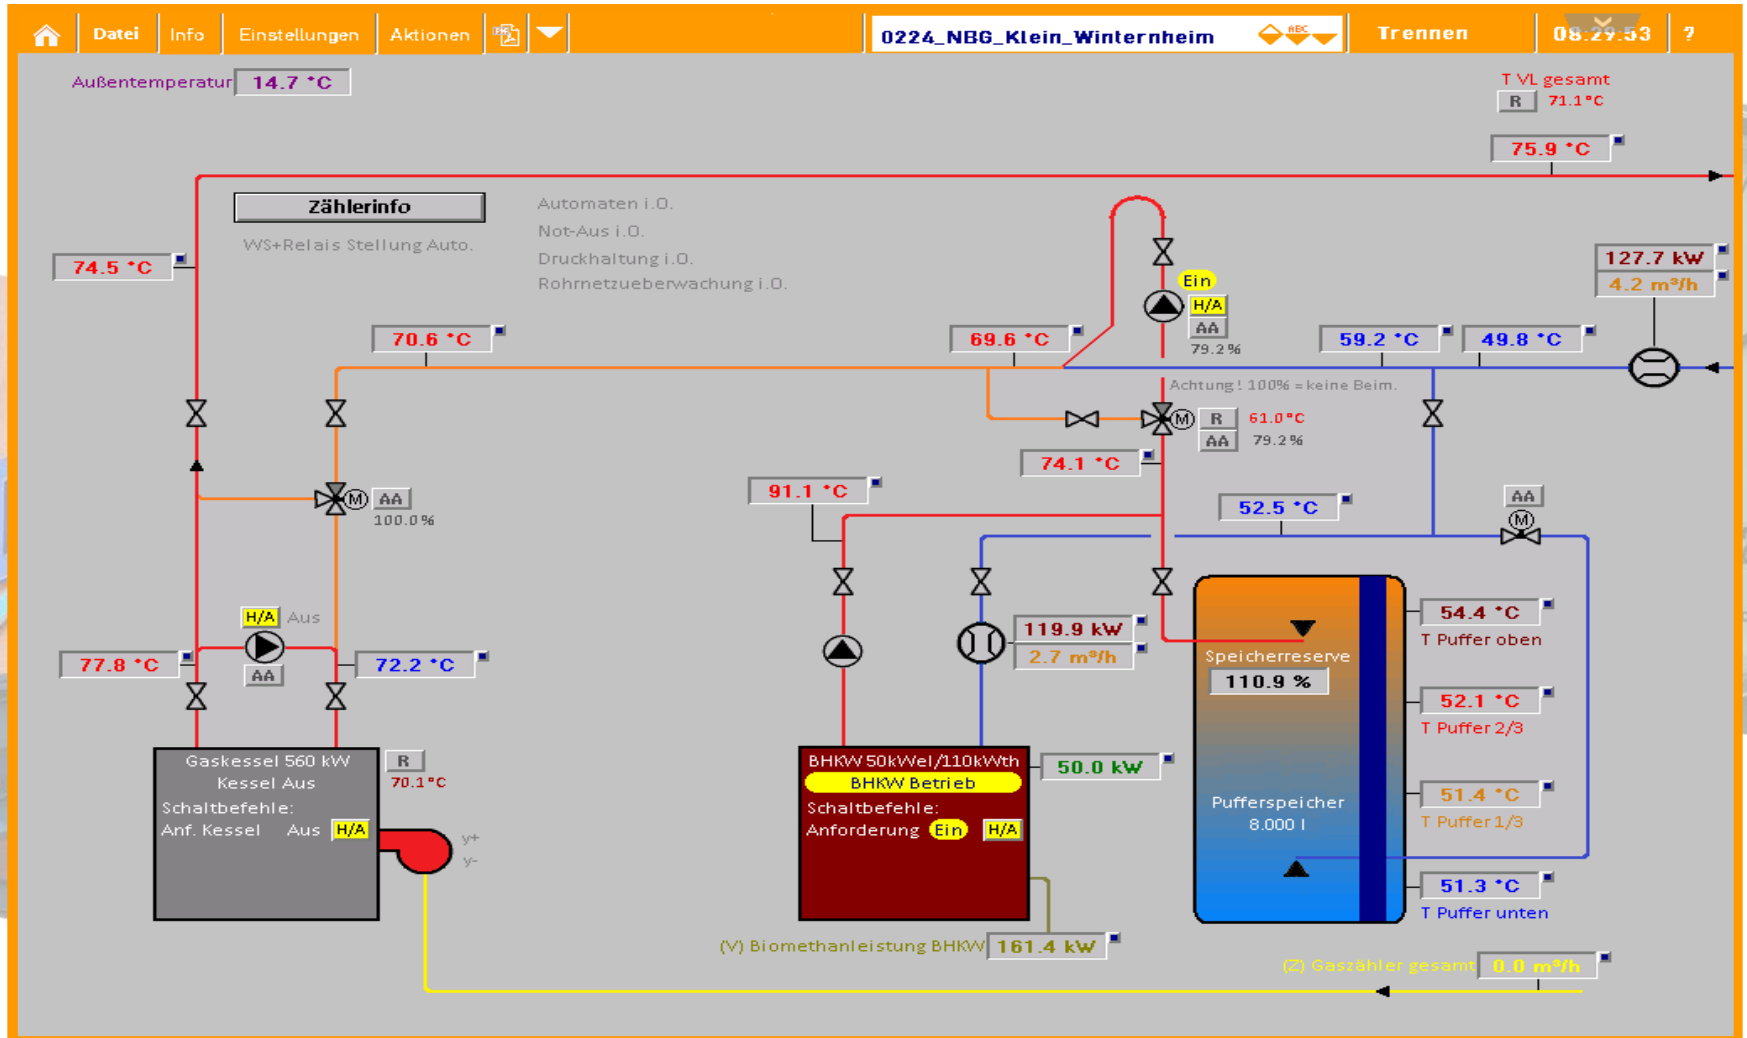 Datei Info Einstellungen Aktionen 0224_NBG_Klein_Winternheim ABC Trennen 08:29:53 ?
Außentemperatur 14.7 °C
T VL gesamt
R 71.1°C
75.9 °C
Zählerinfo
WS+Relais Stellung Auto.
Automaten i.O.
Not-Aus i.O.
Druckhaltung i.O.
Rohrnetzueberwachung i.O.
74.5 °C
127.7 kW
4.2 m³/h
Ein
H/A
AA
79.2%
70.6 °C
69.6 °C
59.2 °C
49.8 °C
Achtung! 100% = keine Beim.
M R 61.0°C
AA 79.2%
74.1 °C
91.1 °C
52.5 °C
AA
M
M AA
100.0%
H/A Aus
AA
77.8 °C
72.2 °C
119.9 kW
2.7 m³/h
54.4 °C
T Puffer oben
Speicherreserve
110.9 %
52.1 °C
T Puffer 2/3
Gaskessel 560 kW
Kessel Aus
Schaltbefehle:
Anf. Kessel Aus H/A
R
70.1°C
y+
y-
BHKW 50kWel/110kWth
BHKW Betrieb
Schaltbefehle:
Anforderung Ein H/A
50.0 kW
Pufferspeicher
8.000 l
51.4 °C
T Puffer 1/3
51.3 °C
T Puffer unten
(V) Biomethanleistung BHKW 161.4 kW
(Z) Gaszähler gesamt 0.0 m³/h